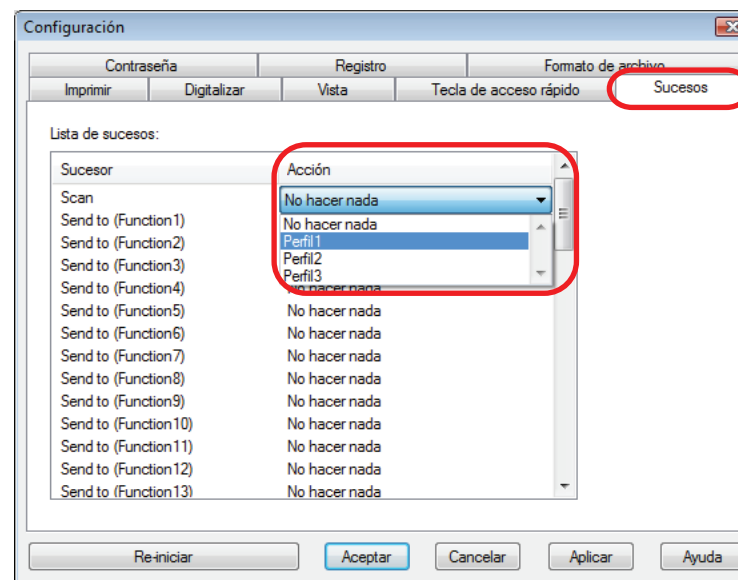 Configuración
Contraseña Registro Formato de archivo
Imprimir Digitalizar Vista Tecla de acceso rápido Sucesos
Lista de sucesos:
Sucesor Acción
Scan No hacer nada
Send to (Function1) No hacer nada
Send to (Function2) Perfil1
Perfil2
Send to (Function3) Perfil3
Send to (Function4) No hacer nada
Send to (Function5) No hacer nada
Send to (Function6) No hacer nada
Send to (Function7) No hacer nada
Send to (Function8) No hacer nada
Send to (Function9) No hacer nada
Send to (Function10) No hacer nada
Send to (Function11) No hacer nada
Send to (Function12) No hacer nada
Send to (Function13) No hacer nada
Re-iniciar Aceptar Cancelar Aplicar Ayuda